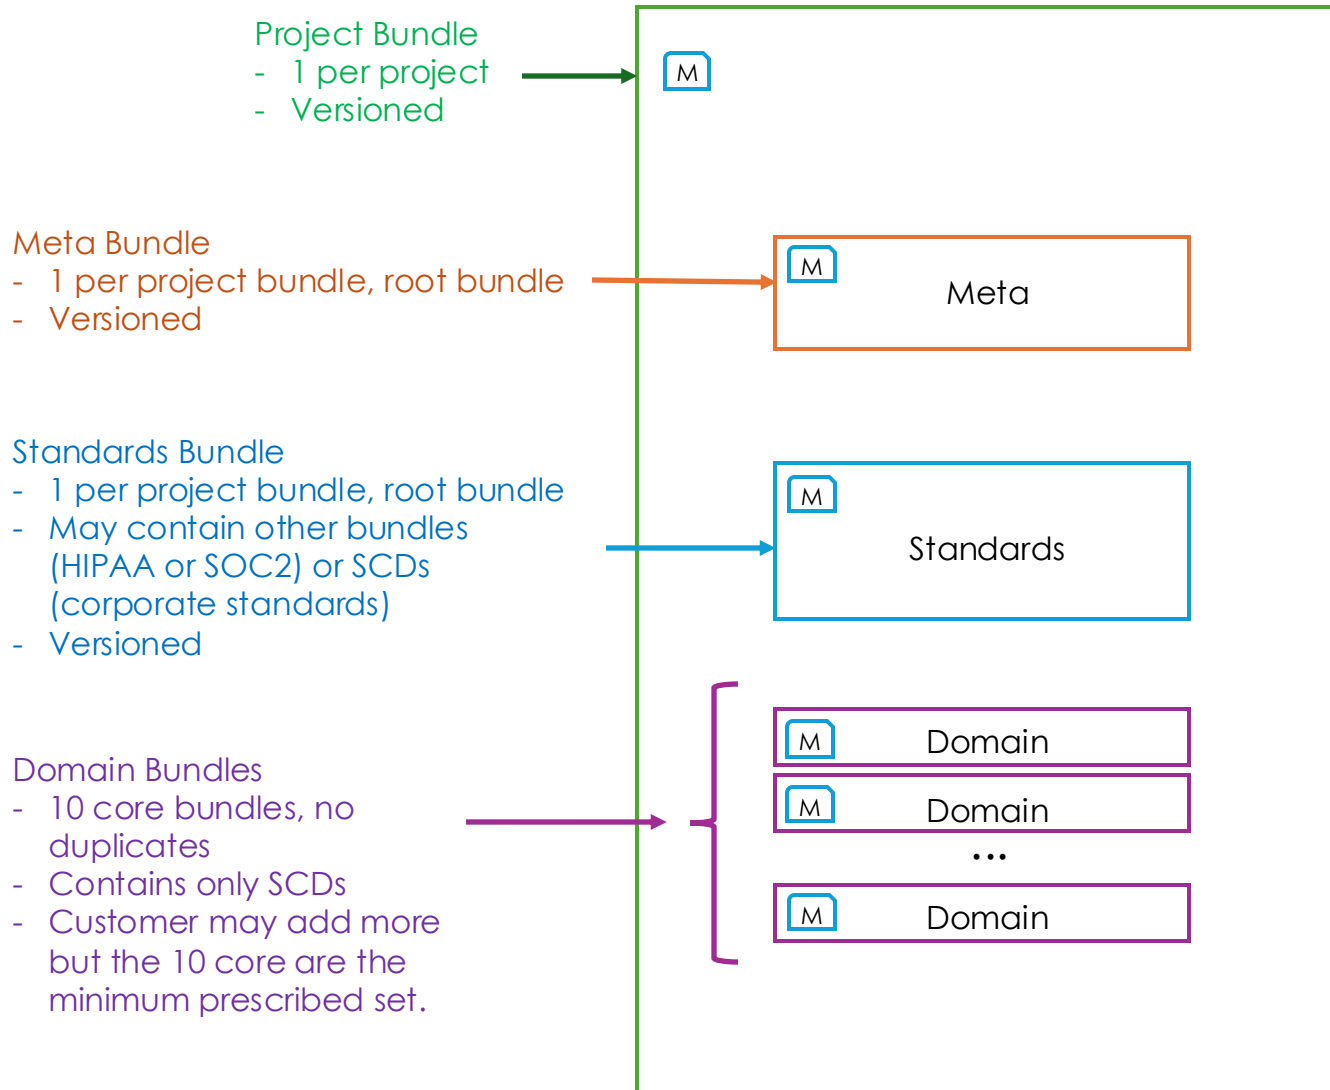 Project Bundle
- 1 per project
- Versioned
M
Meta Bundle
- 1 per project bundle, root bundle
- Versioned
M
Meta
Standards Bundle
- 1 per project bundle, root bundle
- May contain other bundles
(HIPAA or SOC2) or SCDs
(corporate standards)
- Versioned
M
Standards
Domain Bundles
- 10 core bundles, no
duplicates
- Contains only SCDs
- Customer may add more
but the 10 core are the
minimum prescribed set.
M
Domain
M
Domain
...
M
Domain